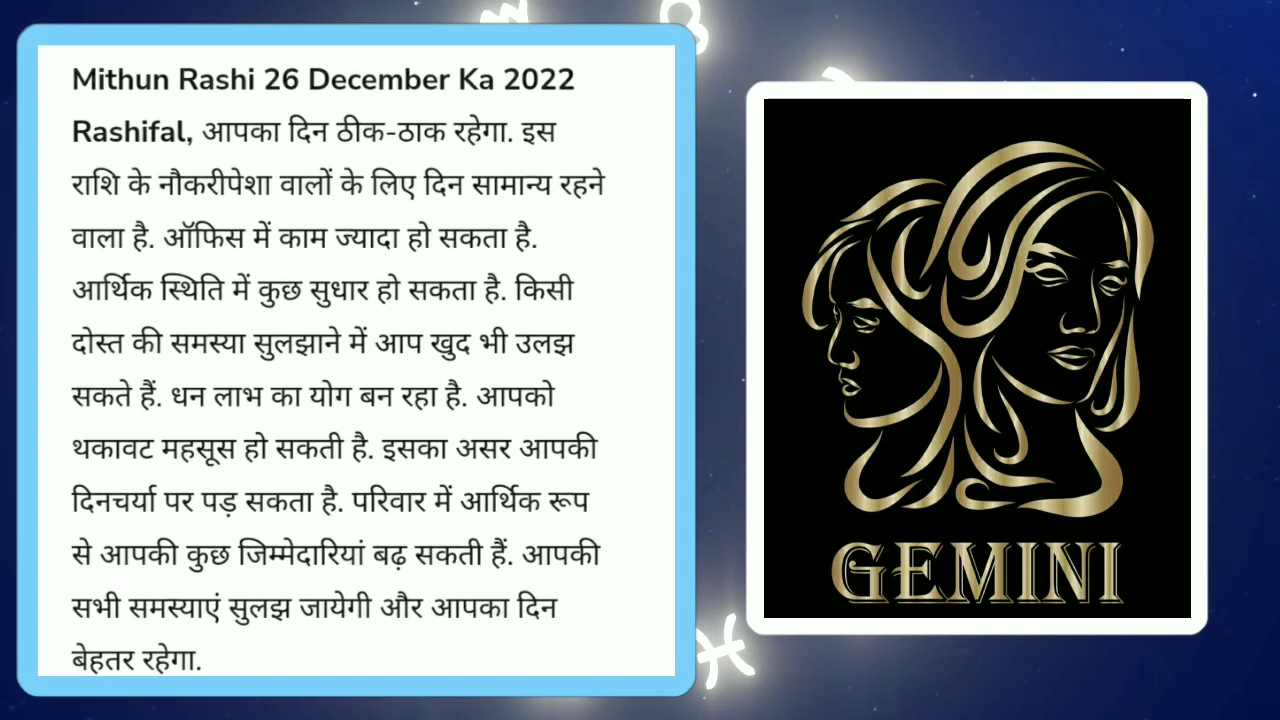 Mithun Rashi 26 December Ka 2022
Rashifal, आपका दिन ठीक-ठाक रहेगा. इस
राशि के नौकरीपेशा वालों के लिए दिन सामान्य रहने
वाला है. ऑफिस में काम ज्यादा हो सकता है.
आर्थिक स्थिति में कुछ सुधार हो सकता है. किसी
दोस्त की समस्या सुलझाने में आप खुद भी उलझ
सकते हैं. धन लाभ का योग बन रहा है. आपको
थकावट महसूस हो सकती है. इसका असर आपकी
दिनचर्या पर पड़ सकता है. परिवार में आर्थिक रूप
से आपकी कुछ जिम्मेदारियां बढ़ सकती हैं. आपकी
सभी समस्याएं सुलझ जायेगी और आपका दिन
बेहतर रहेगा.
GEMINI